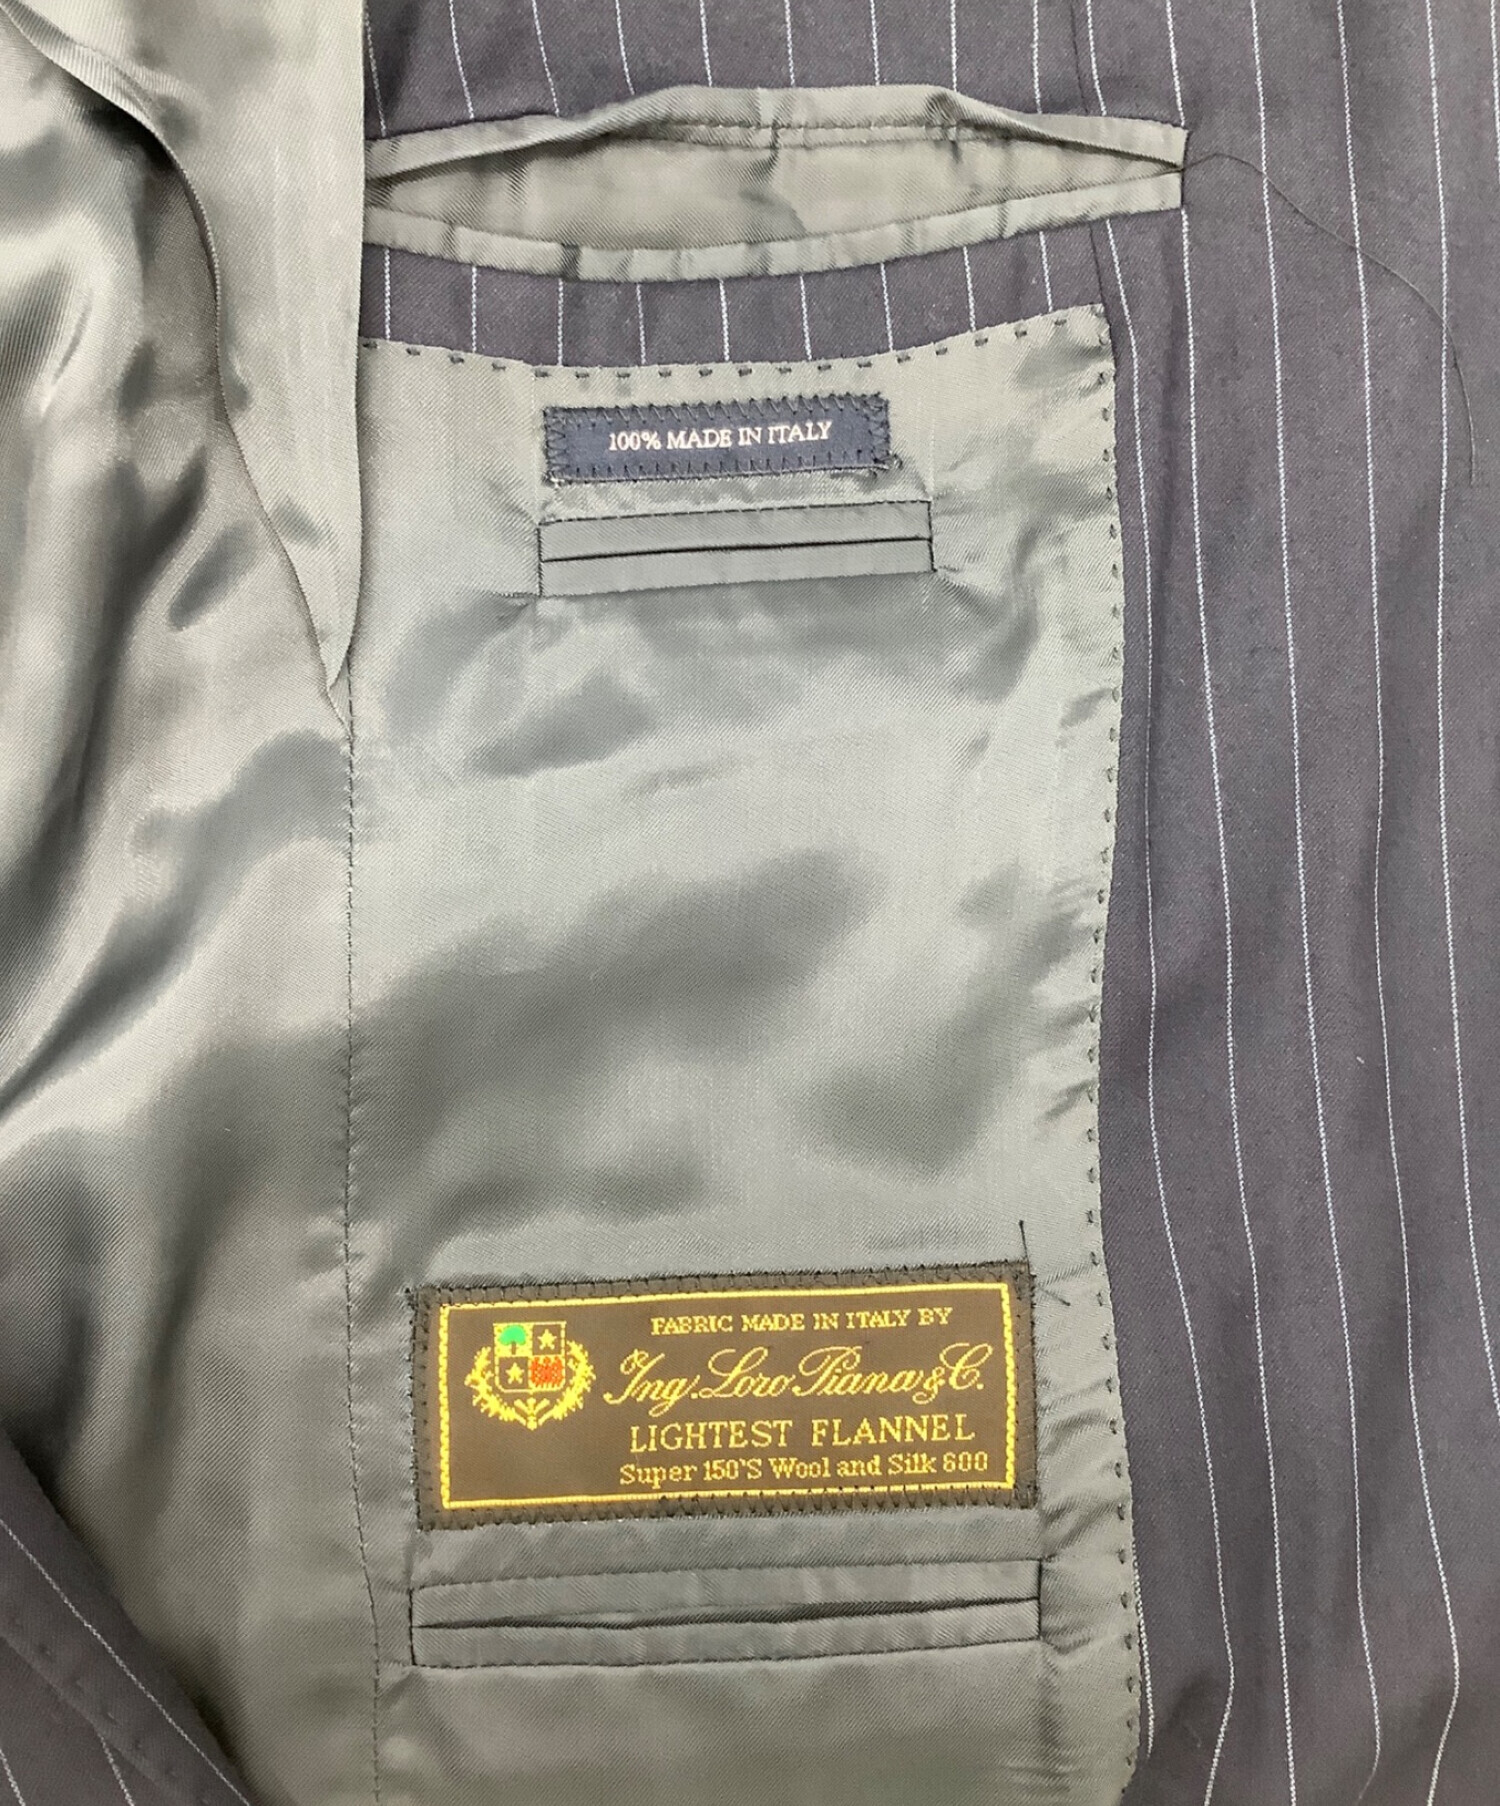 100% MADE IN ITALY
FABRIC MADE IN ITALY BY
Ing. Loro Piana & C.
LIGHTEST FLANNEL
Super 150'S Wool and Silk 600